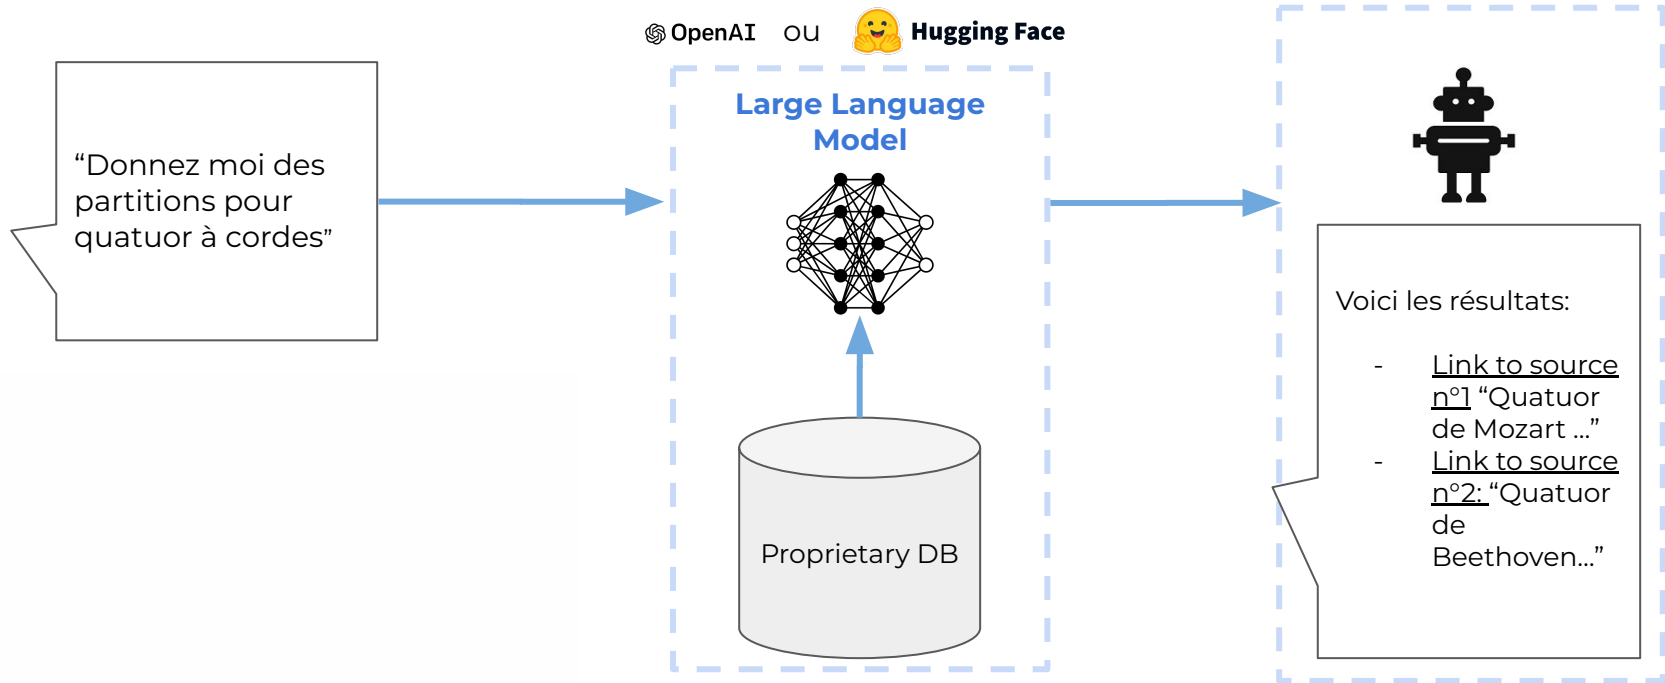 OpenAI ou Hugging Face
“Donnez moi des
partitions pour
quatuor à cordes”
Large Language
Model
Proprietary DB
Voici les résultats:
- Link to source
n°1 “Quatuor
de Mozart ...”
- Link to source
n°2: “Quatuor
de
Beethoven...”